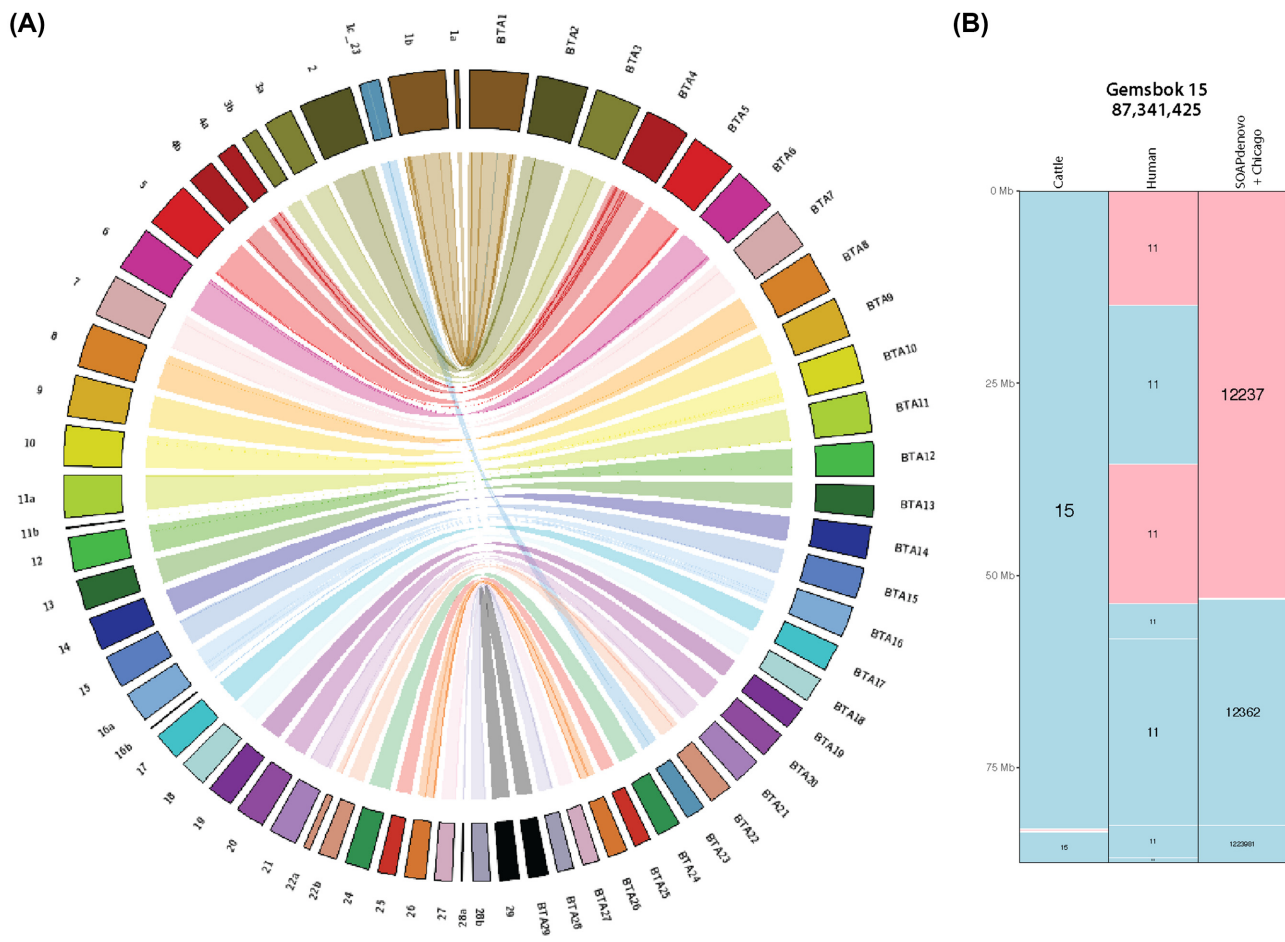 (A)
1c_23
1b
1a
BTA1
BTA2
BTA3
BTA4
BTA5
BTA6
BTA7
BTA8
BTA9
BTA10
BTA11
BTA12
BTA13
BTA14
BTA15
BTA16
BTA17
BTA18
BTA19
BTA20
BTA21
BTA22
BTA23
BTA24
BTA25
BTA26
BTA27
BTA28
BTA29
29
28b
28a
27
26
25
24
22b
22a
21
20
19
18
17
16b
16a
15
14
13
12
11b
11a
10
9
8
7
6
5
4b
4a
3b
3a
2
(B)
Gemsbok 15
87,341,425
Cattle
Human
SOAPdenovo
+ Chicago
0 Mb
25 Mb
50 Mb
75 Mb
15
15
11
11
11
11
11
11
12237
12362
1223981